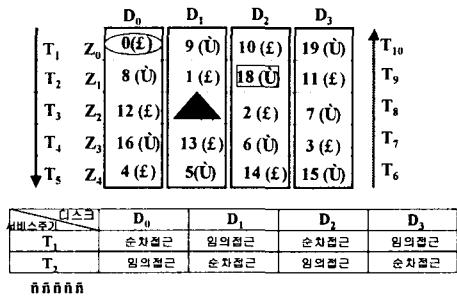 D₀ D₁ D₂ D₃
T₁ Z₀ 0(£) 9 (Ù) 10 (£) 19 (Ù) T₁₀
T₂ Z₁ 8 (Ù) 1 (£) 18 (Ù) 11 (£) T₉
T₃ Z₂ 12 (£) 2 (£) 7 (Ù) T₈
T₄ Z₃ 16 (Ù) 13 (£) 6 (Ù) 3 (£) T₇
T₅ Z₄ 4 (£) 5(Ù) 14 (£) 15 (Ù) T₆
디스크 D₀ D₁ D₂ D₃
서비스주기
T₁ 순차접근 임의접근 순차접근 임의접근
T₂ 임의접근 순차접근 임의접근 순차접근
ññññññ